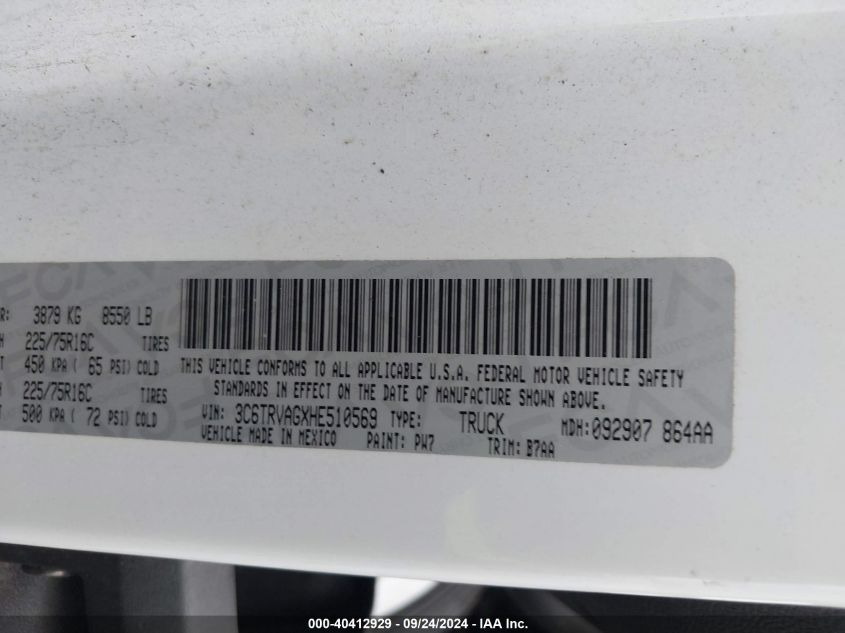 R: 3879 KG 8550 LB
225/75R16C TIRES
450 KPA ( 65 PSI) COLD
225/75R16C TIRES
500 KPA ( 72 PSI) COLD
THIS VEHICLE CONFORMS TO ALL APPLICABLE U.S.A. FEDERAL MOTOR VEHICLE SAFETY
STANDARDS IN EFFECT ON THE DATE OF MANUFACTURE SHOWN ABOVE.
VIN: 3C6TRVAGXHE510569 TYPE: TRUCK MDH: 092907 864AA
VEHICLE MADE IN MEXICO PAINT: PW7 TRIM: B7AA
000-40412929 - 09/24/2024 - IAA Inc.